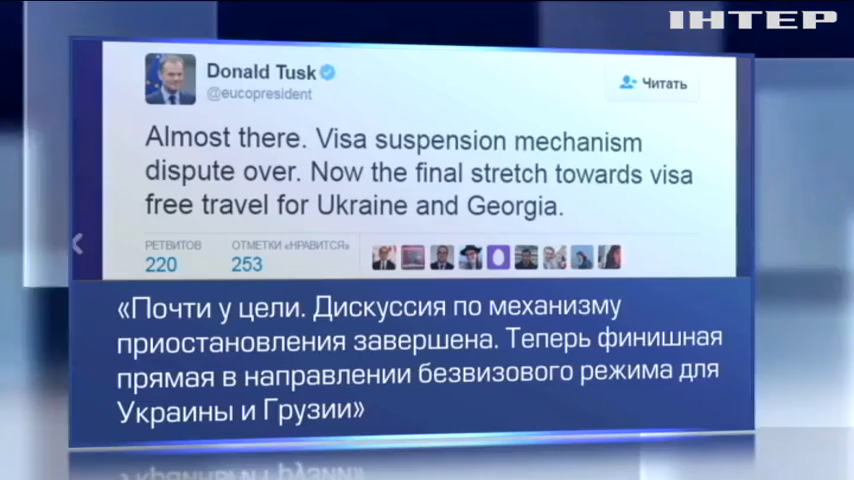 ІНТЕР
Donald Tusk
@eucopresident
Читать
Almost there. Visa suspension mechanism
dispute over. Now the final stretch towards visa
free travel for Ukraine and Georgia.
РЕТВИТОВ ОТМЕТКИ «НРАВИТСЯ»
220 253
«Почти у цели. Дискуссия по механизму
приостановления завершена. Теперь финишная
прямая в направлении безвизового режима для
Украины и Грузии»